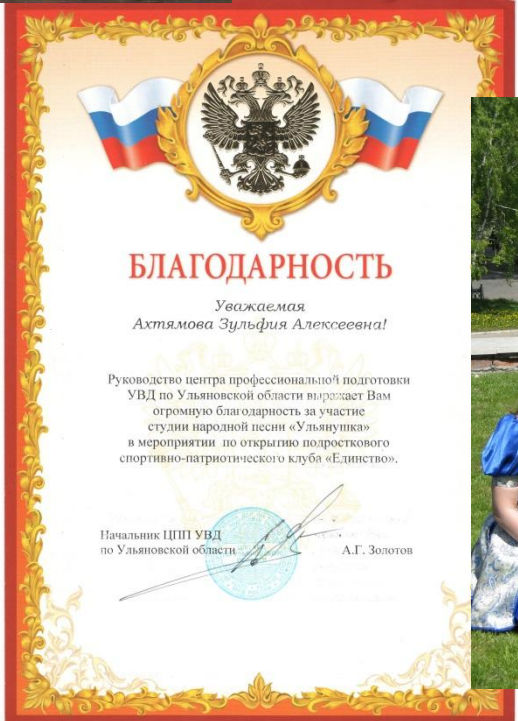 БЛАГОДАРНОСТЬ
Уважаемая
Ахтямова Зульфия Алексеевна!
Руководство центра профессиональной подготовки
УВД по Ульяновской области выражает Вам
огромную благодарность за участие
студии народной песни «Ульянушка»
в мероприятии по открытию подросткового
спортивно-патриотического клуба «Единство».
Начальник ЦПП УВД
по Ульяновской области
А.Г. Золотов